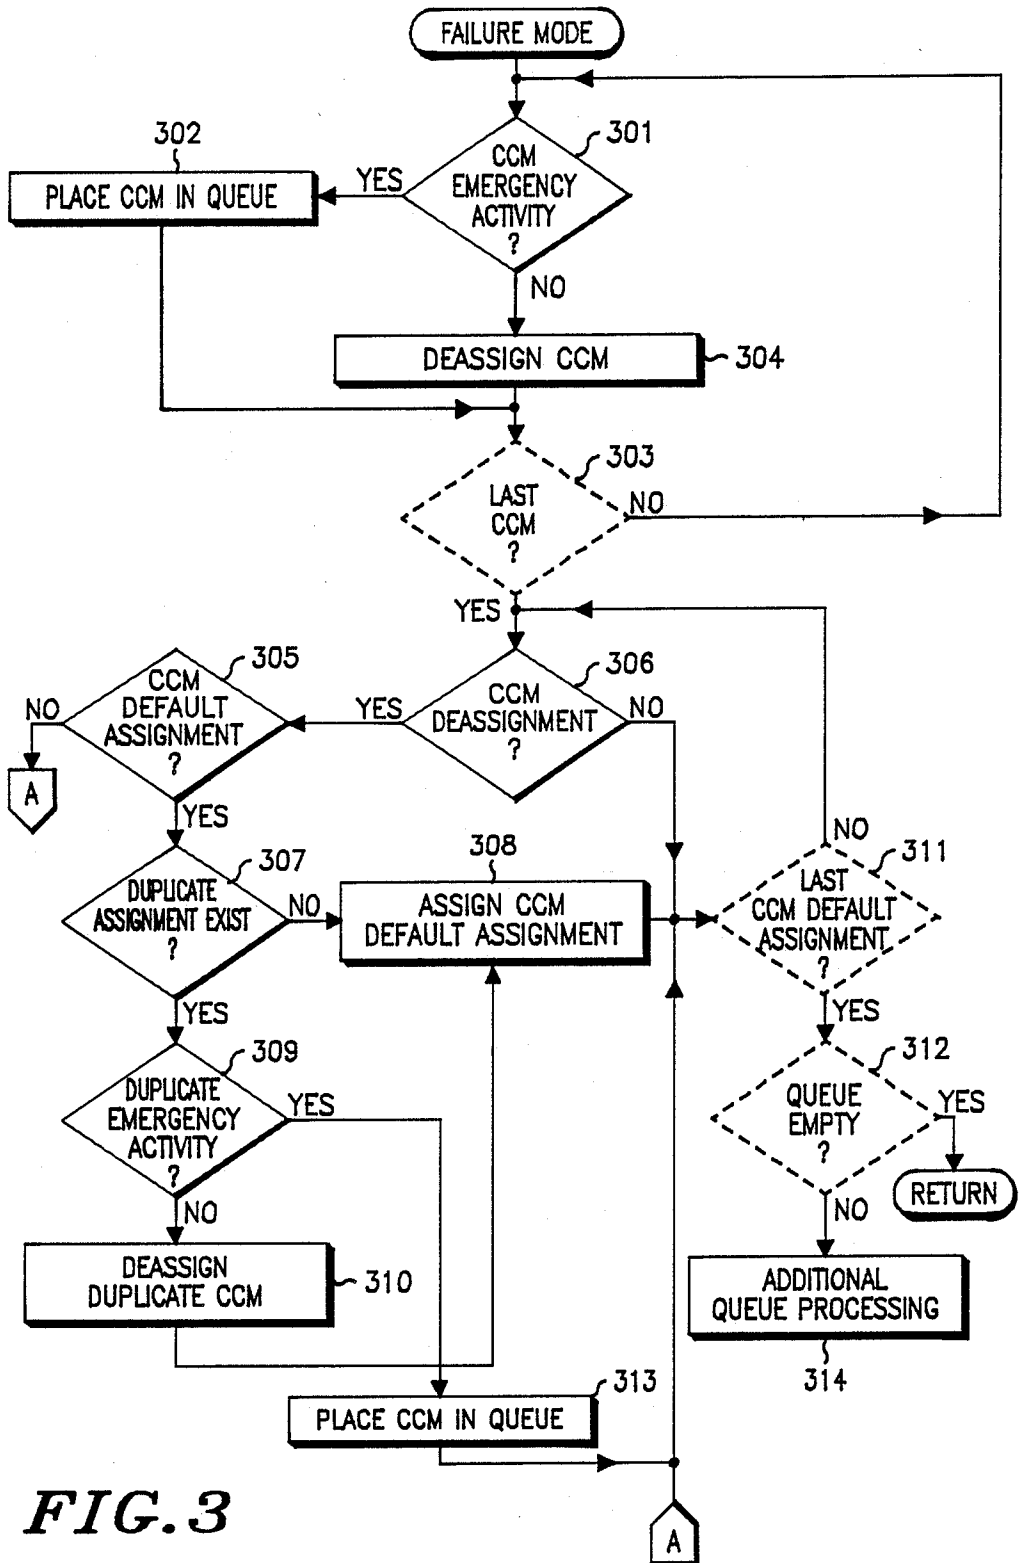 FAILURE MODE
301
302
CCM
EMERGENCY
ACTIVITY
?
YES
PLACE CCM IN QUEUE
NO
DEASSIGN CCM
304
303
LAST
CCM
?
NO
YES
305
306
CCM
DEFAULT
ASSIGNMENT
?
NO
YES
CCM
DEASSIGNMENT
?
NO
A
YES
NO
311
307
308
DUPLICATE
ASSIGNMENT EXIST
?
NO
ASSIGN CCM
DEFAULT ASSIGNMENT
LAST
CCM DEFAULT
ASSIGNMENT
?
YES
YES
309
312
DUPLICATE
EMERGENCY
ACTIVITY
?
YES
QUEUE
EMPTY
?
YES
RETURN
NO
NO
DEASSIGN
DUPLICATE CCM
310
ADDITIONAL
QUEUE PROCESSING
314
313
PLACE CCM IN QUEUE
A
FIG.3